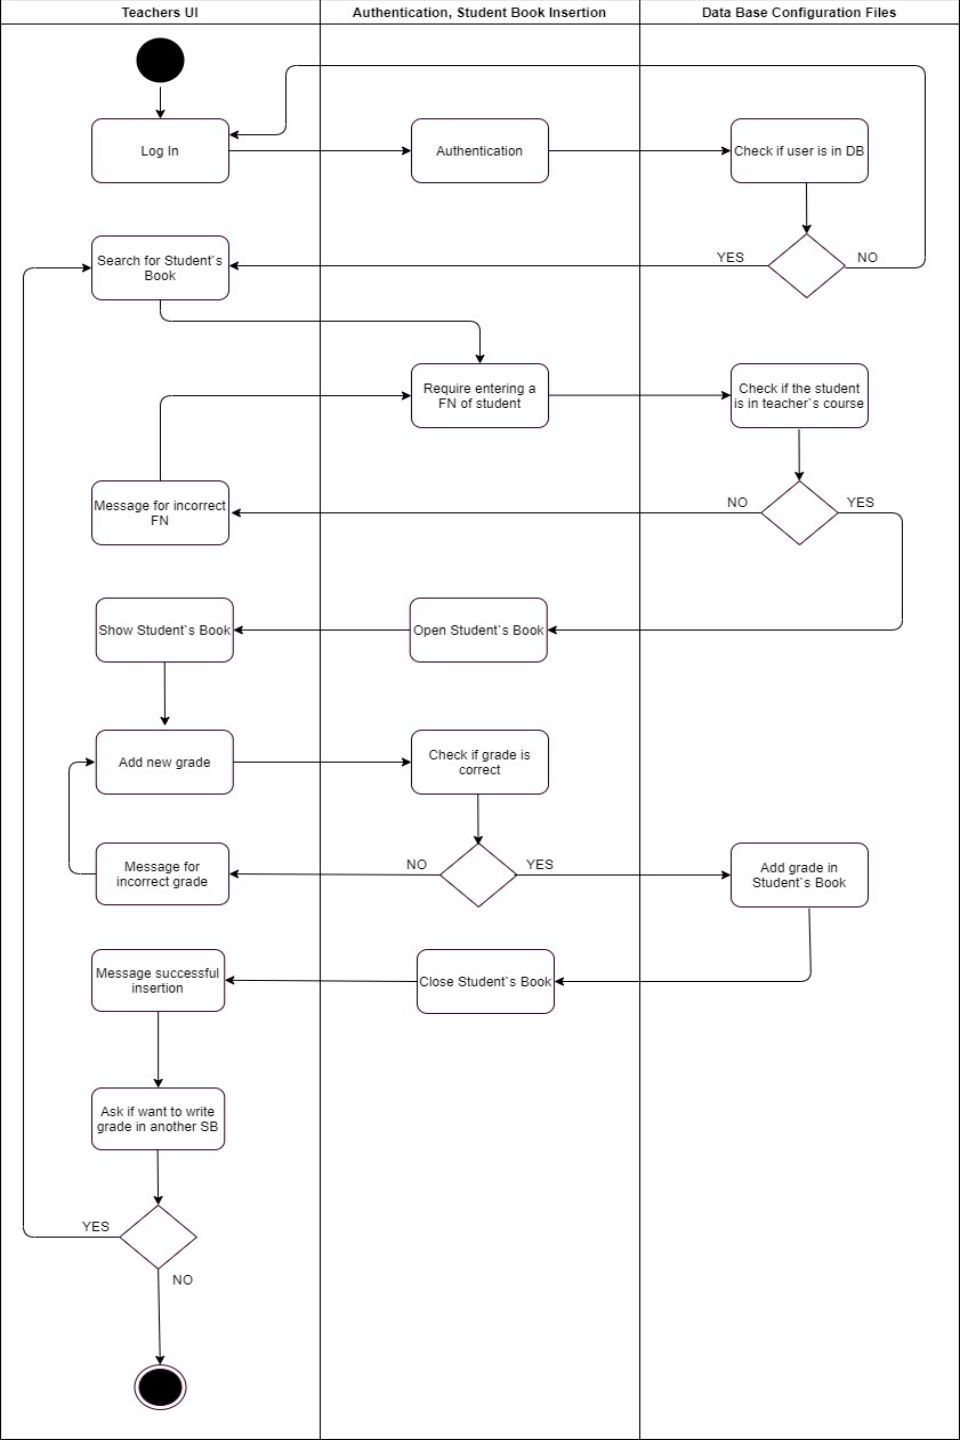 Teachers UI
Authentication, Student Book Insertion
Data Base Configuration Files
Log In
Authentication
Check if user is in DB
Search for Student`s
Book
YES
NO
Require entering a
FN of student
Check if the student
is in teacher`s course
Message for incorrect
FN
NO
YES
Show Student`s Book
Open Student`s Book
Add new grade
Check if grade is
correct
Message for
incorrect grade
NO
YES
Add grade in
Student`s Book
Message successful
insertion
Close Student`s Book
Ask if want to write
grade in another SB
YES
NO